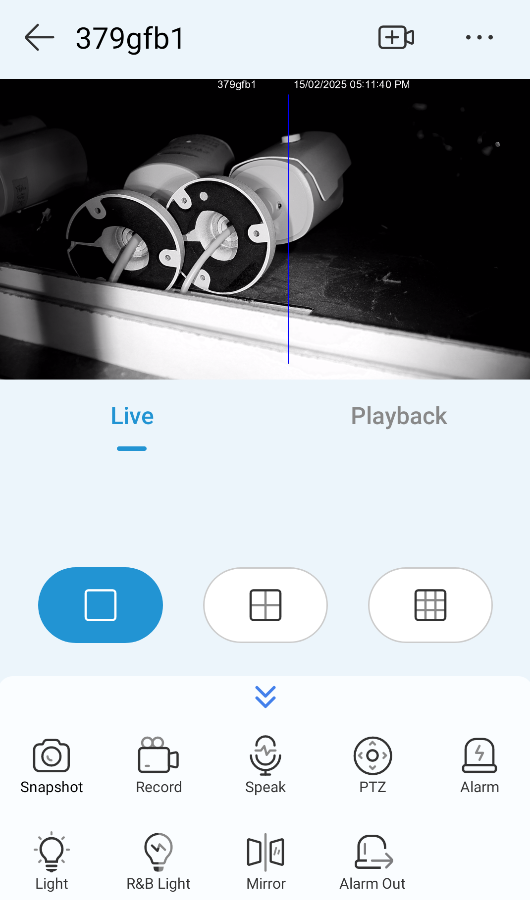 379gfb1
379gfb1 15/02/2025 05:11:40 PM
Live Playback
Snapshot Record Speak PTZ Alarm
Light R&B Light Mirror Alarm Out